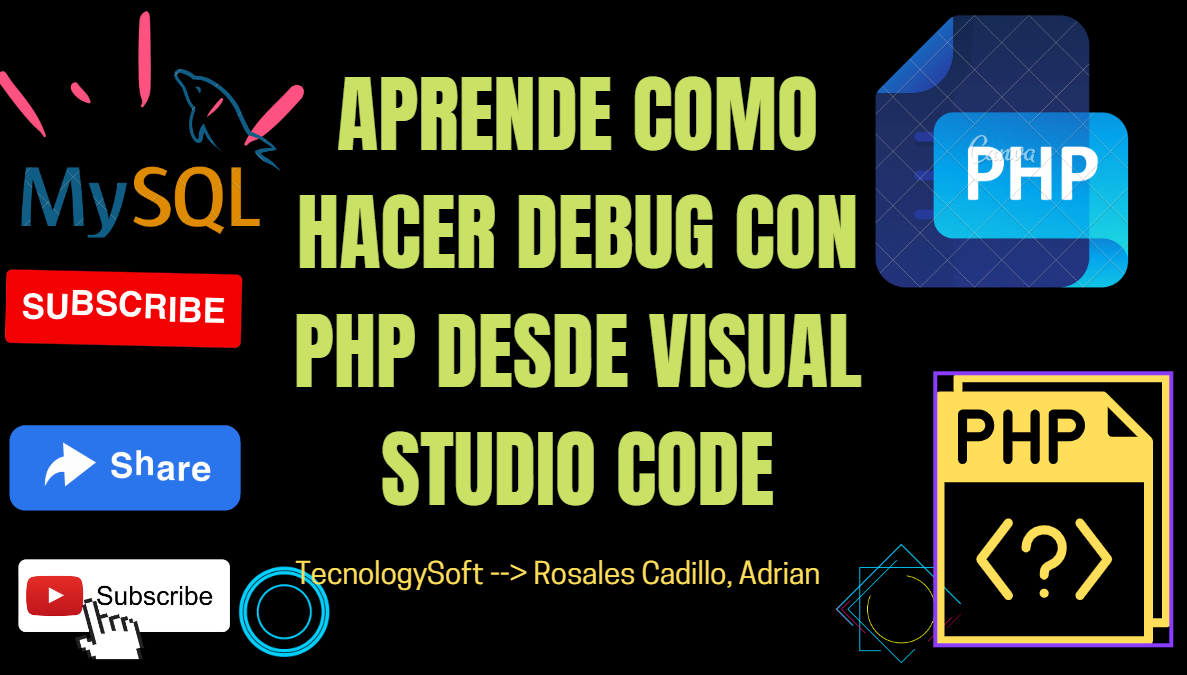 MySQL
SUBSCRIBE
Share
Subscribe
APRENDE COMO
HACER DEBUG CON
PHP DESDE VISUAL
STUDIO CODE
TecnologySoft --> Rosales Cadillo, Adrian
Canva
PHP
PHP
<?>